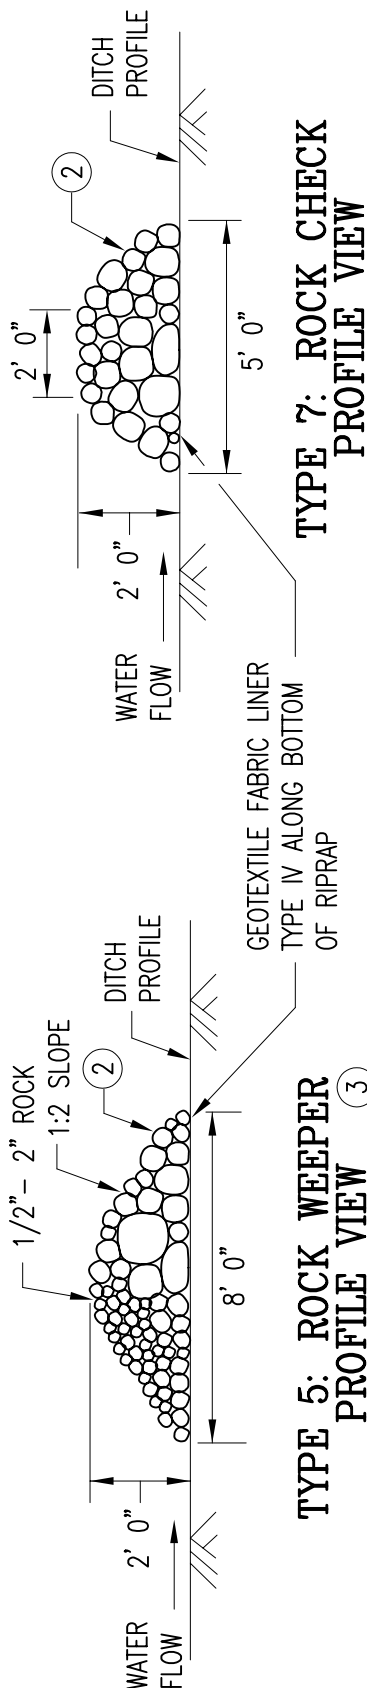 WATER
FLOW
2' 0"
1/2" - 2" ROCK
1:2 SLOPE
2
DITCH
PROFILE
8' 0"
TYPE 5: ROCK WEEPER
PROFILE VIEW
3
GEOTEXTILE FABRIC LINER
TYPE IV ALONG BOTTOM
OF RIPRAP
WATER
FLOW
2' 0"
2' 0"
2
DITCH
PROFILE
5' 0"
TYPE 7: ROCK CHECK
PROFILE VIEW